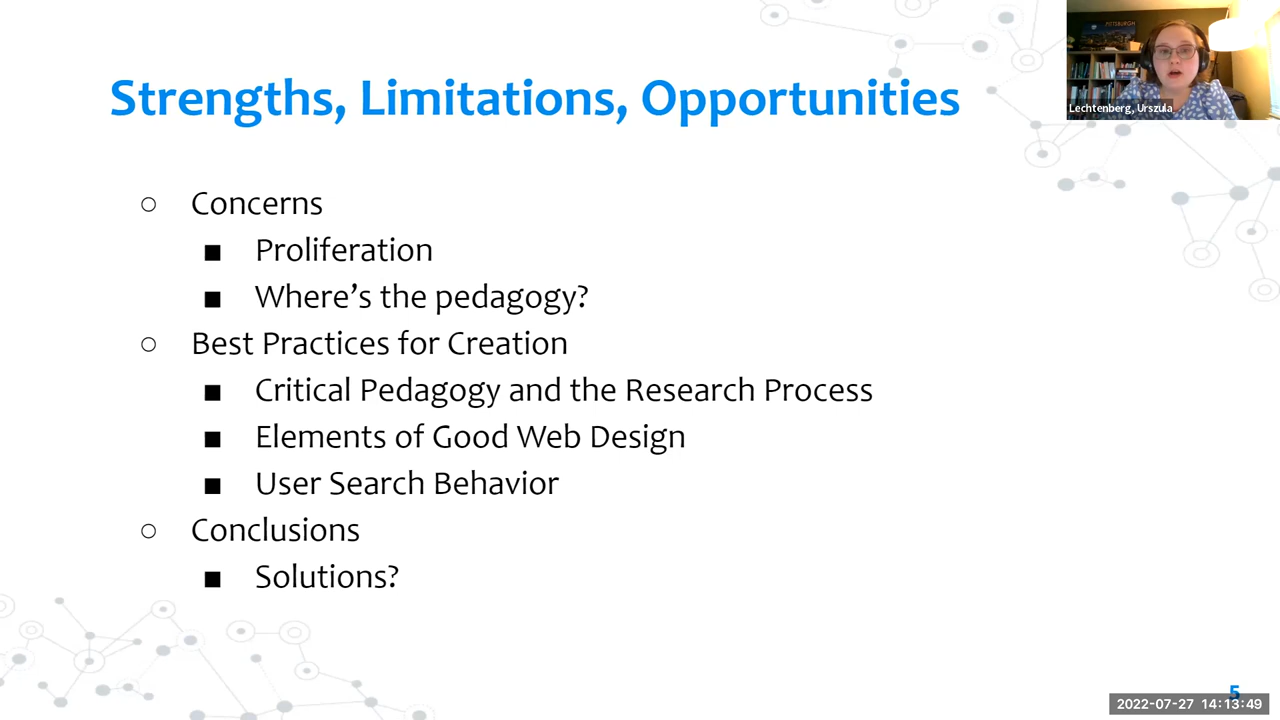 Strengths, Limitations, Opportunities
PITTSBURGH
Lechtenberg, Urszula
○ Concerns
■ Proliferation
■ Where's the pedagogy?
○ Best Practices for Creation
■ Critical Pedagogy and the Research Process
■ Elements of Good Web Design
■ User Search Behavior
○ Conclusions
■ Solutions?
5
2022-07-27 14:13:49